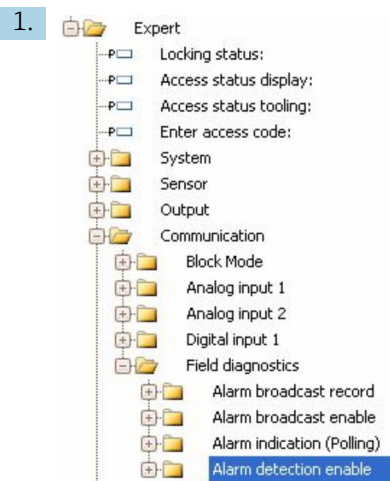 1.
Expert
Locking status:
Access status display:
Access status tooling:
Enter access code:
System
Sensor
Output
Communication
Block Mode
Analog input 1
Analog input 2
Digital input 1
Field diagnostics
Alarm broadcast record
Alarm broadcast enable
Alarm indication (Polling)
Alarm detection enable